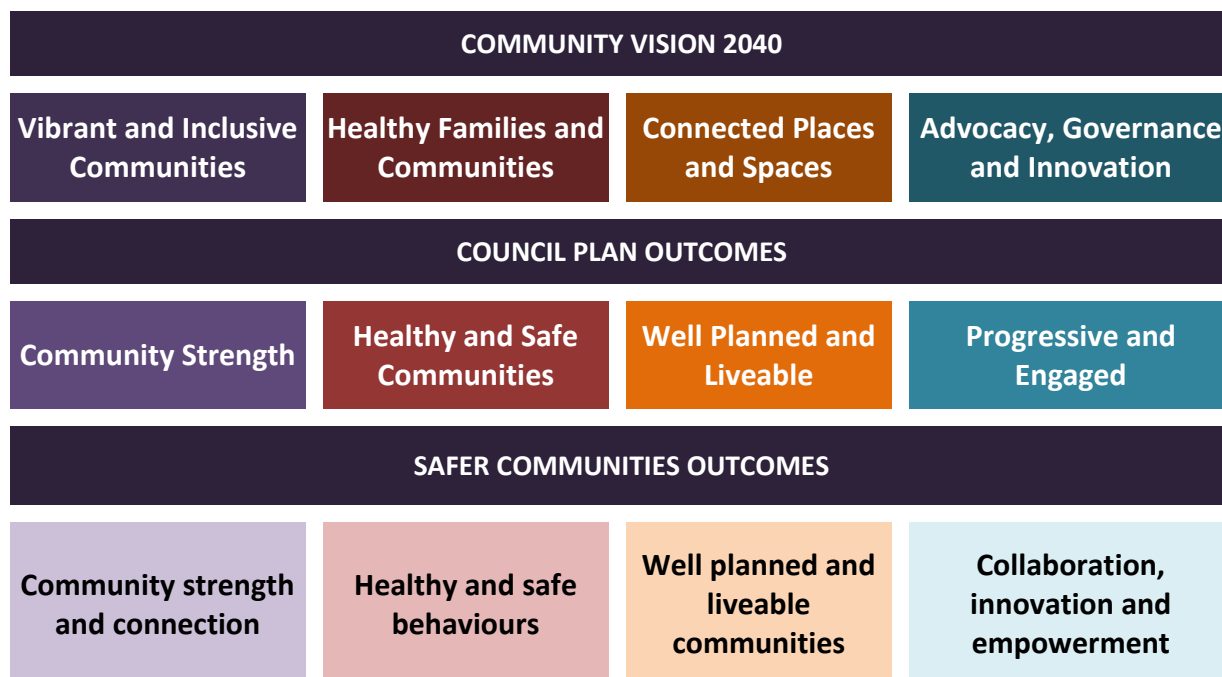 COMMUNITY VISION 2040
Vibrant and Inclusive
Communities
Healthy Families and
Communities
Connected Places
and Spaces
Advocacy, Governance
and Innovation
COUNCIL PLAN OUTCOMES
Community Strength
Healthy and Safe
Communities
Well Planned and
Liveable
Progressive and
Engaged
SAFER COMMUNITIES OUTCOMES
Community strength
and connection
Healthy and safe
behaviours
Well planned and
liveable
communities
Collaboration,
innovation and
empowerment